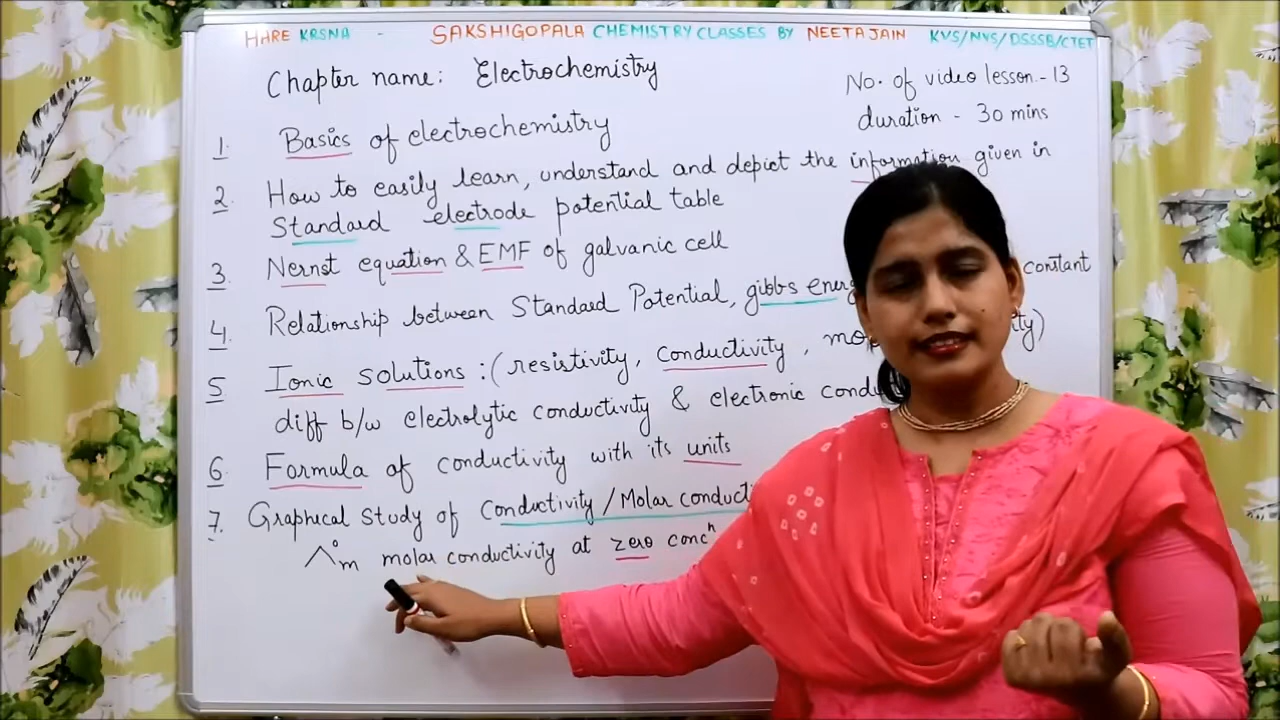 HARE KRSNA - SAKSHIGOPALA CHEMISTRY CLASSES BY NEETA JAIN KVS/NVS/DSSSB/CTET
Chapter name: Electrochemistry
No. of video lesson - 13
duration - 30 mins
1. Basics of electrochemistry
2. How to easily learn, understand and depict the information given in
Standard electrode potential table
3. Nernst equation & EMF of galvanic cell
4. Relationship between Standard Potential, gibbs constant
5. Ionic solutions : (resistivity, conductivity,
diff b/w electrolytic conductivity & electronic
6. Formula of conductivity with its units
7. Graphical study of Conductivity / Molar
Λ°m molar conductivity at zero concⁿ